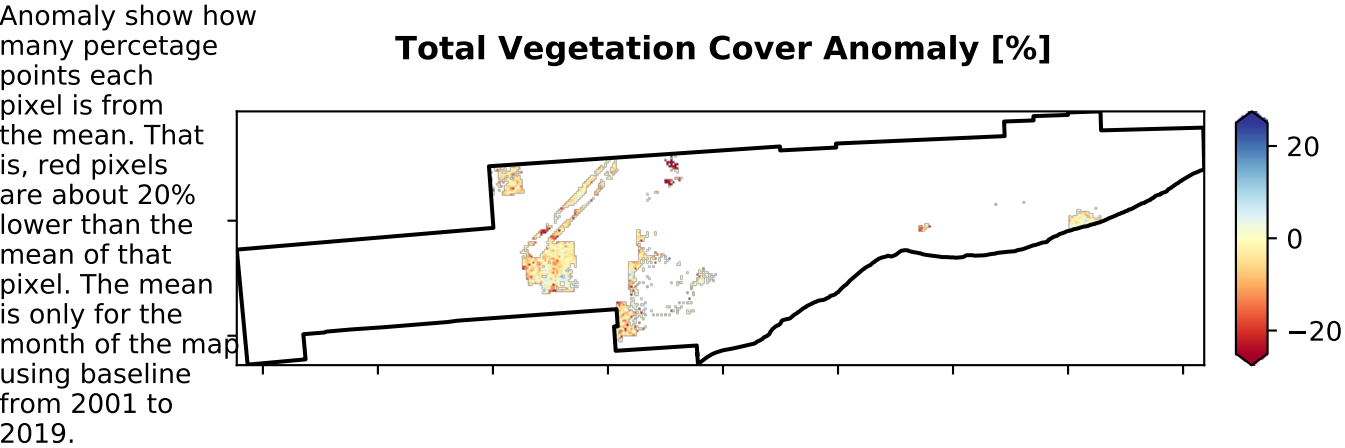 Anomaly show how
many percetage
points each
pixel is from
the mean. That
is, red pixels
are about 20%
lower than the
mean of that
pixel. The mean
is only for the
month of the map
using baseline
from 2001 to
2019.
Total Vegetation Cover Anomaly [%]
20
0
−20